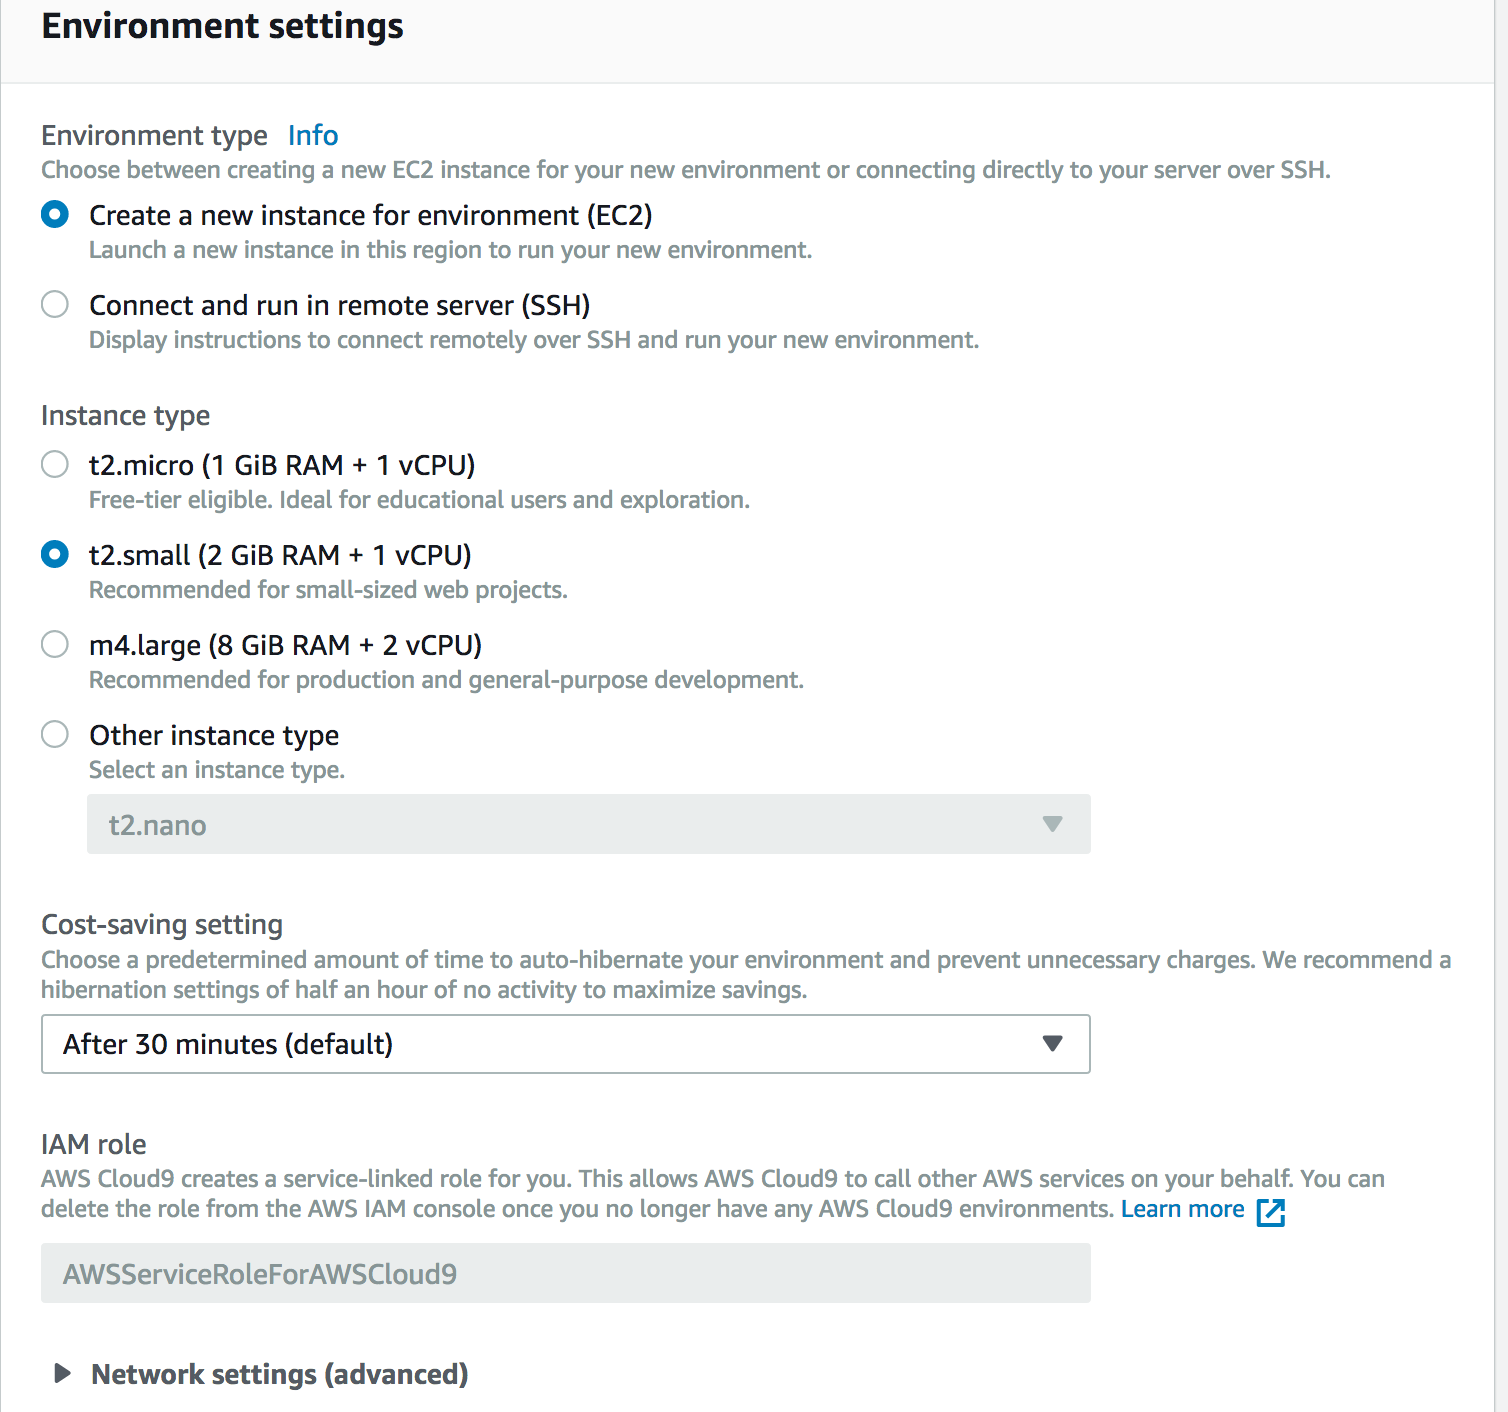 Environment settings
Environment type Info
Choose between creating a new EC2 instance for your new environment or connecting directly to your server over SSH.
Create a new instance for environment (EC2)
Launch a new instance in this region to run your new environment.
Connect and run in remote server (SSH)
Display instructions to connect remotely over SSH and run your new environment.
Instance type
t2.micro (1 GiB RAM + 1 vCPU)
Free-tier eligible. Ideal for educational users and exploration.
t2.small (2 GiB RAM + 1 vCPU)
Recommended for small-sized web projects.
m4.large (8 GiB RAM + 2 vCPU)
Recommended for production and general-purpose development.
Other instance type
Select an instance type.
t2.nano
Cost-saving setting
Choose a predetermined amount of time to auto-hibernate your environment and prevent unnecessary charges. We recommend a
hibernation settings of half an hour of no activity to maximize savings.
After 30 minutes (default)
IAM role
AWS Cloud9 creates a service-linked role for you. This allows AWS Cloud9 to call other AWS services on your behalf. You can
delete the role from the AWS IAM console once you no longer have any AWS Cloud9 environments. Learn more
AWSServiceRoleForAWSCloud9
Network settings (advanced)